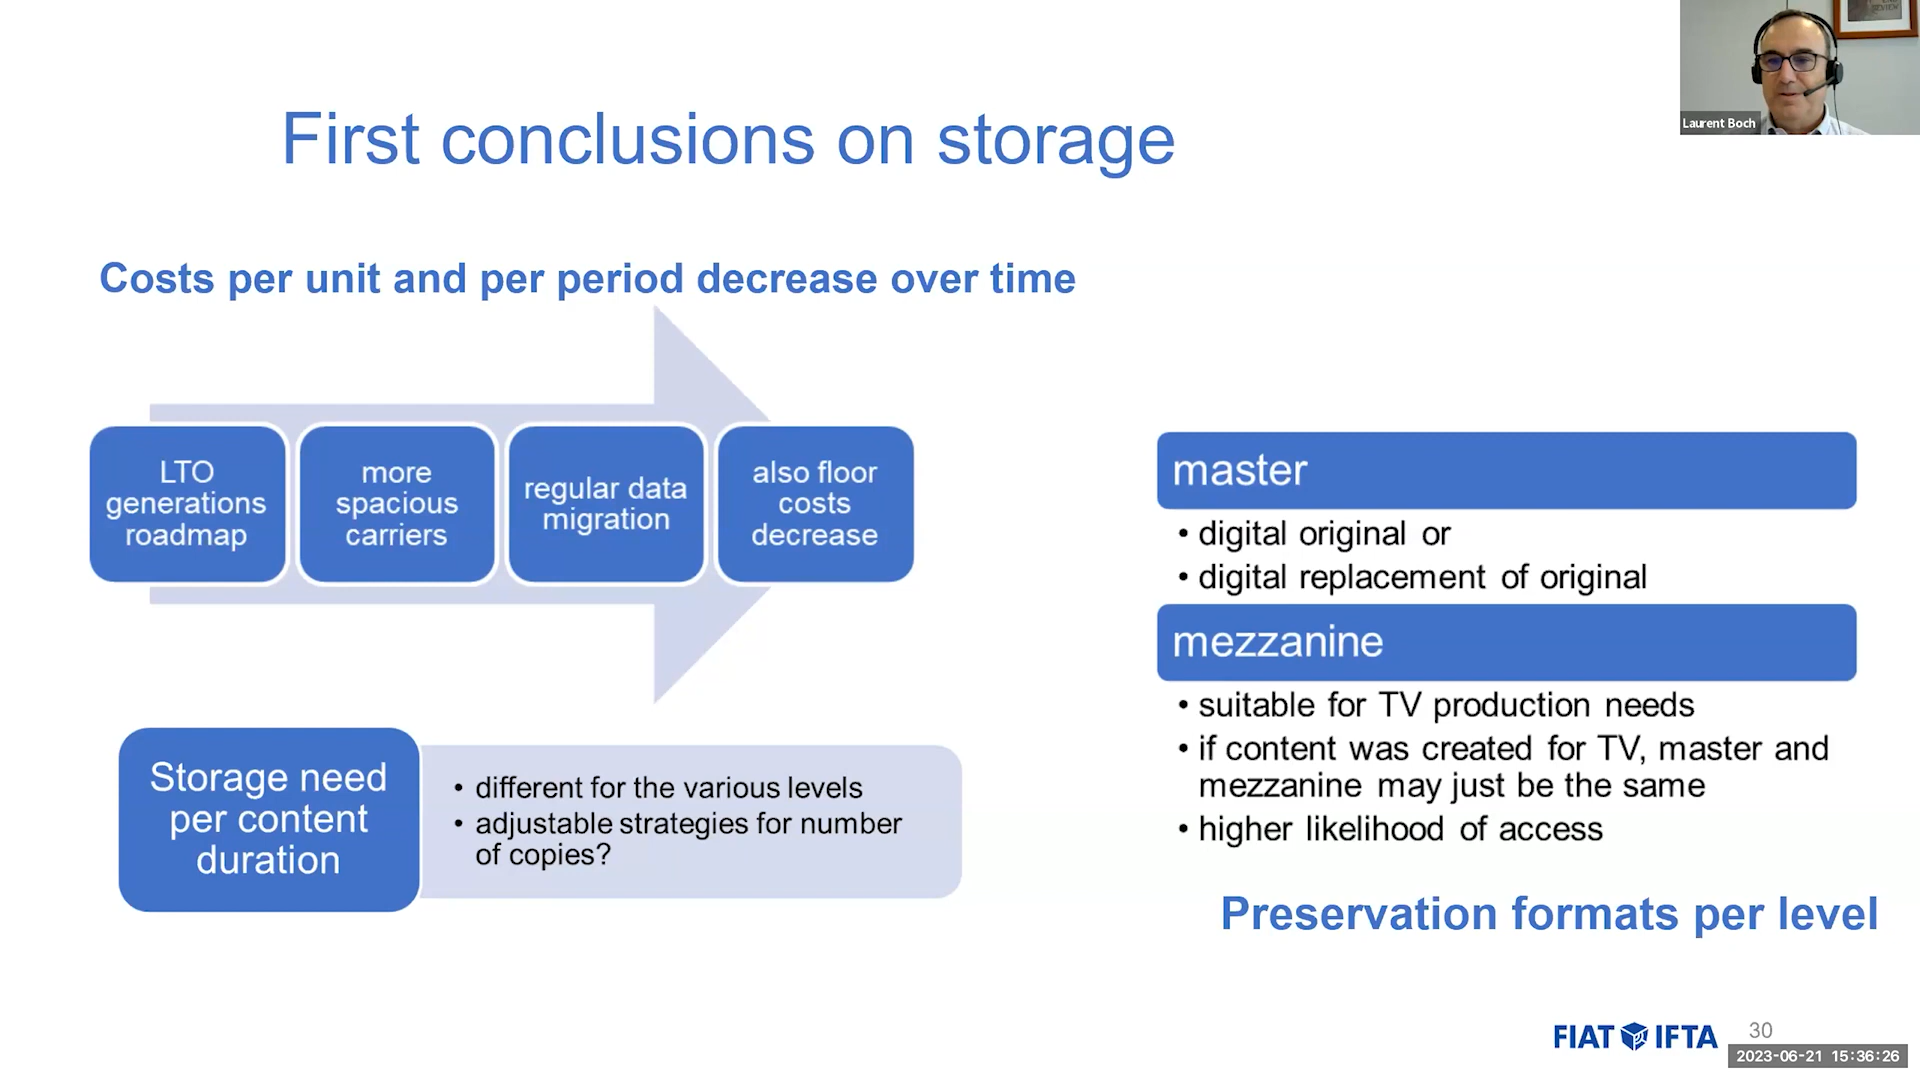 First conclusions on storage
Laurent Boch
Costs per unit and per period decrease over time
LTO
generations
roadmap
more
spacious
carriers
regular data
migration
also floor
costs
decrease
Storage need
per content
duration
• different for the various levels
• adjustable strategies for number
of copies?
master
• digital original or
• digital replacement of original
mezzanine
• suitable for TV production needs
• if content was created for TV, master and
mezzanine may just be the same
• higher likelihood of access
Preservation formats per level
FIAT IFTA
30
2023-06-21 15:36:26